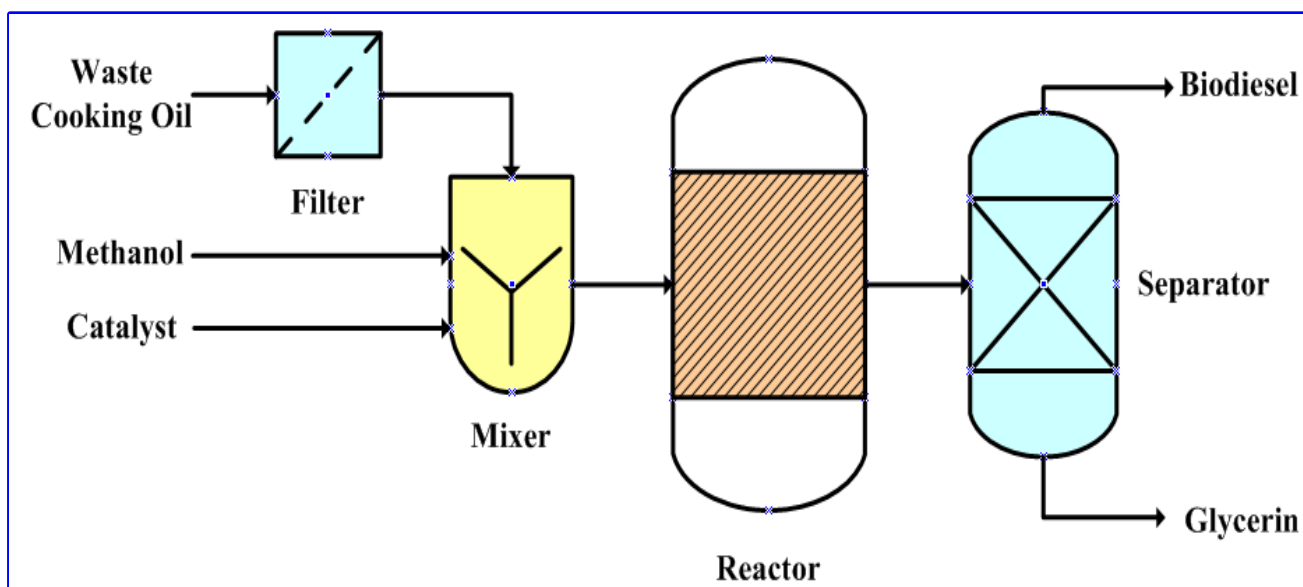 Waste
Cooking Oil
Filter
Methanol
Catalyst
Mixer
Reactor
Biodiesel
Separator
Glycerin